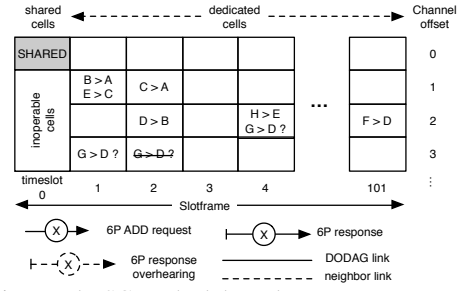 shared cells
dedicated cells
Channel offset
SHARED
0
inoperable cells
B > A
E > C
C > A
1
D > B
H > E
G > D ?
...
F > D
2
G > D ?
G > D ?
3
timeslot
0
1
2
3
4
101
⋮
Slotframe
X
6P ADD request
X
6P response
X
6P response overhearing
DODAG link
neighbor link